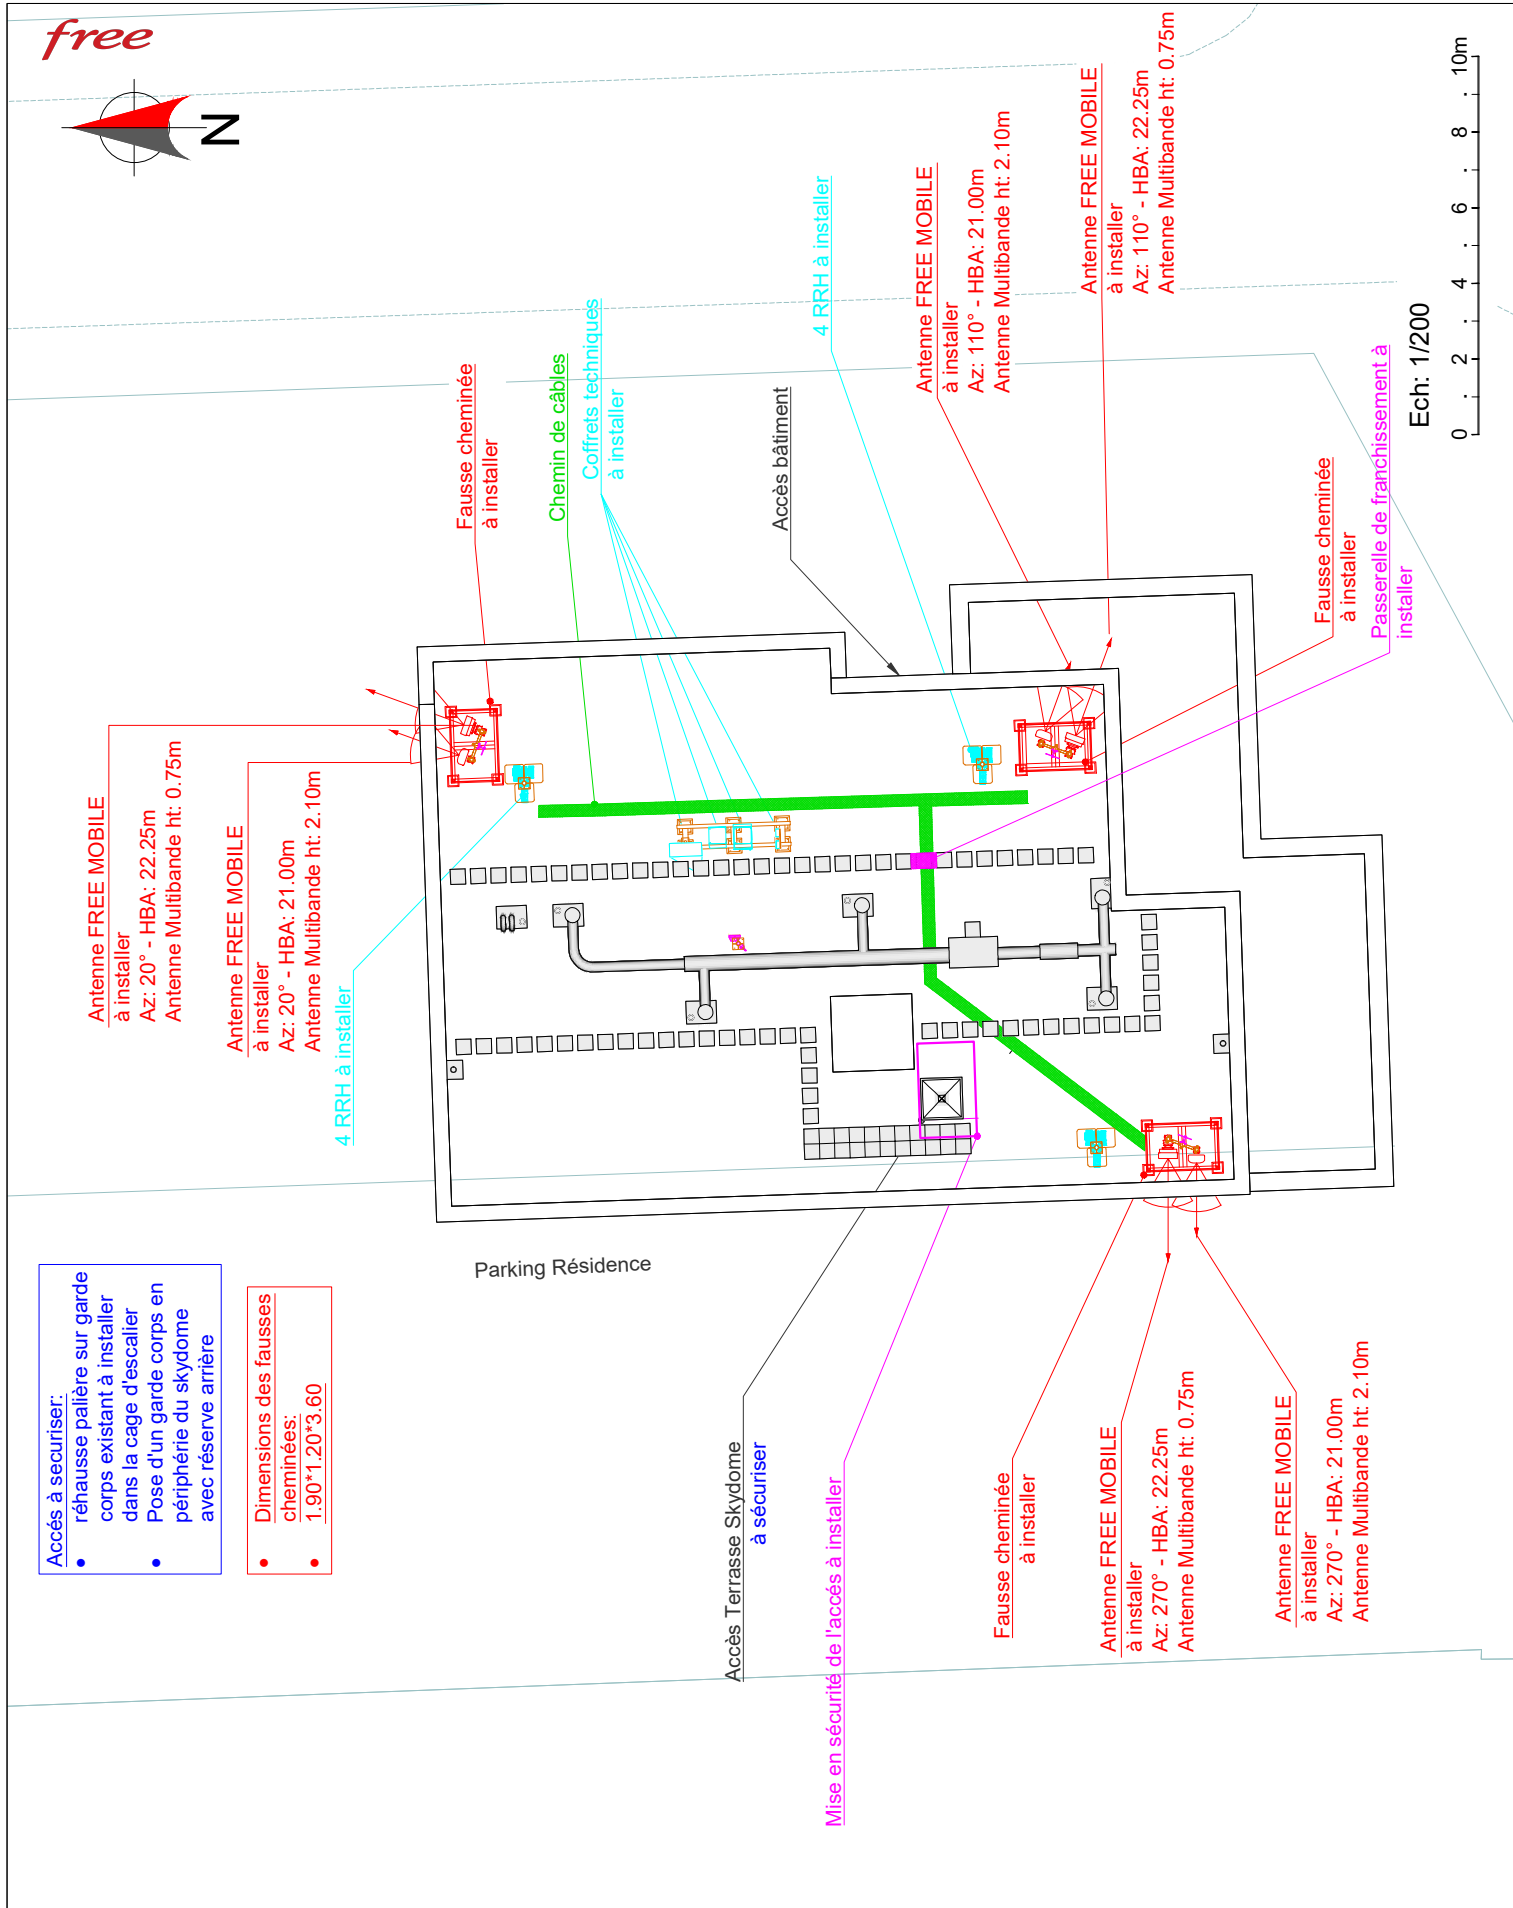 free
N
Antenne FREE MOBILE
à installer
Az: 20° - HBA: 22.25m
Antenne Multibande ht: 0.75m
Antenne FREE MOBILE
à installer
Az: 20° - HBA: 21.00m
Antenne Multibande ht: 2.10m
4 RRH à installer
Fausse cheminée
à installer
Chemin de câbles
Coffrets techniques
à installer
Accès bâtiment
4 RRH à installer
Antenne FREE MOBILE
à installer
Az: 110° - HBA: 21.00m
Antenne Multibande ht: 2.10m
Antenne FREE MOBILE
à installer
Az: 110° - HBA: 22.25m
Antenne Multibande ht: 0.75m
Fausse cheminée
à installer
Passerelle de franchissement à
installer
Ech: 1/200
0 2 4 6 8 10m
Parking Résidence
Accés à securiser:
• réhausse palière sur garde
corps existant à installer
dans la cage d'escalier
• Pose d'un garde corps en
périphérie du skydome
avec réserve arrière
• Dimensions des fausses
cheminées:
• 1.90*1.20*3.60
Accès Terrasse Skydome
à sécuriser
Mise en sécurité de l'accés à installer
Fausse cheminée
à installer
Antenne FREE MOBILE
à installer
Az: 270° - HBA: 22.25m
Antenne Multibande ht: 0.75m
Antenne FREE MOBILE
à installer
Az: 270° - HBA: 21.00m
Antenne Multibande ht: 2.10m